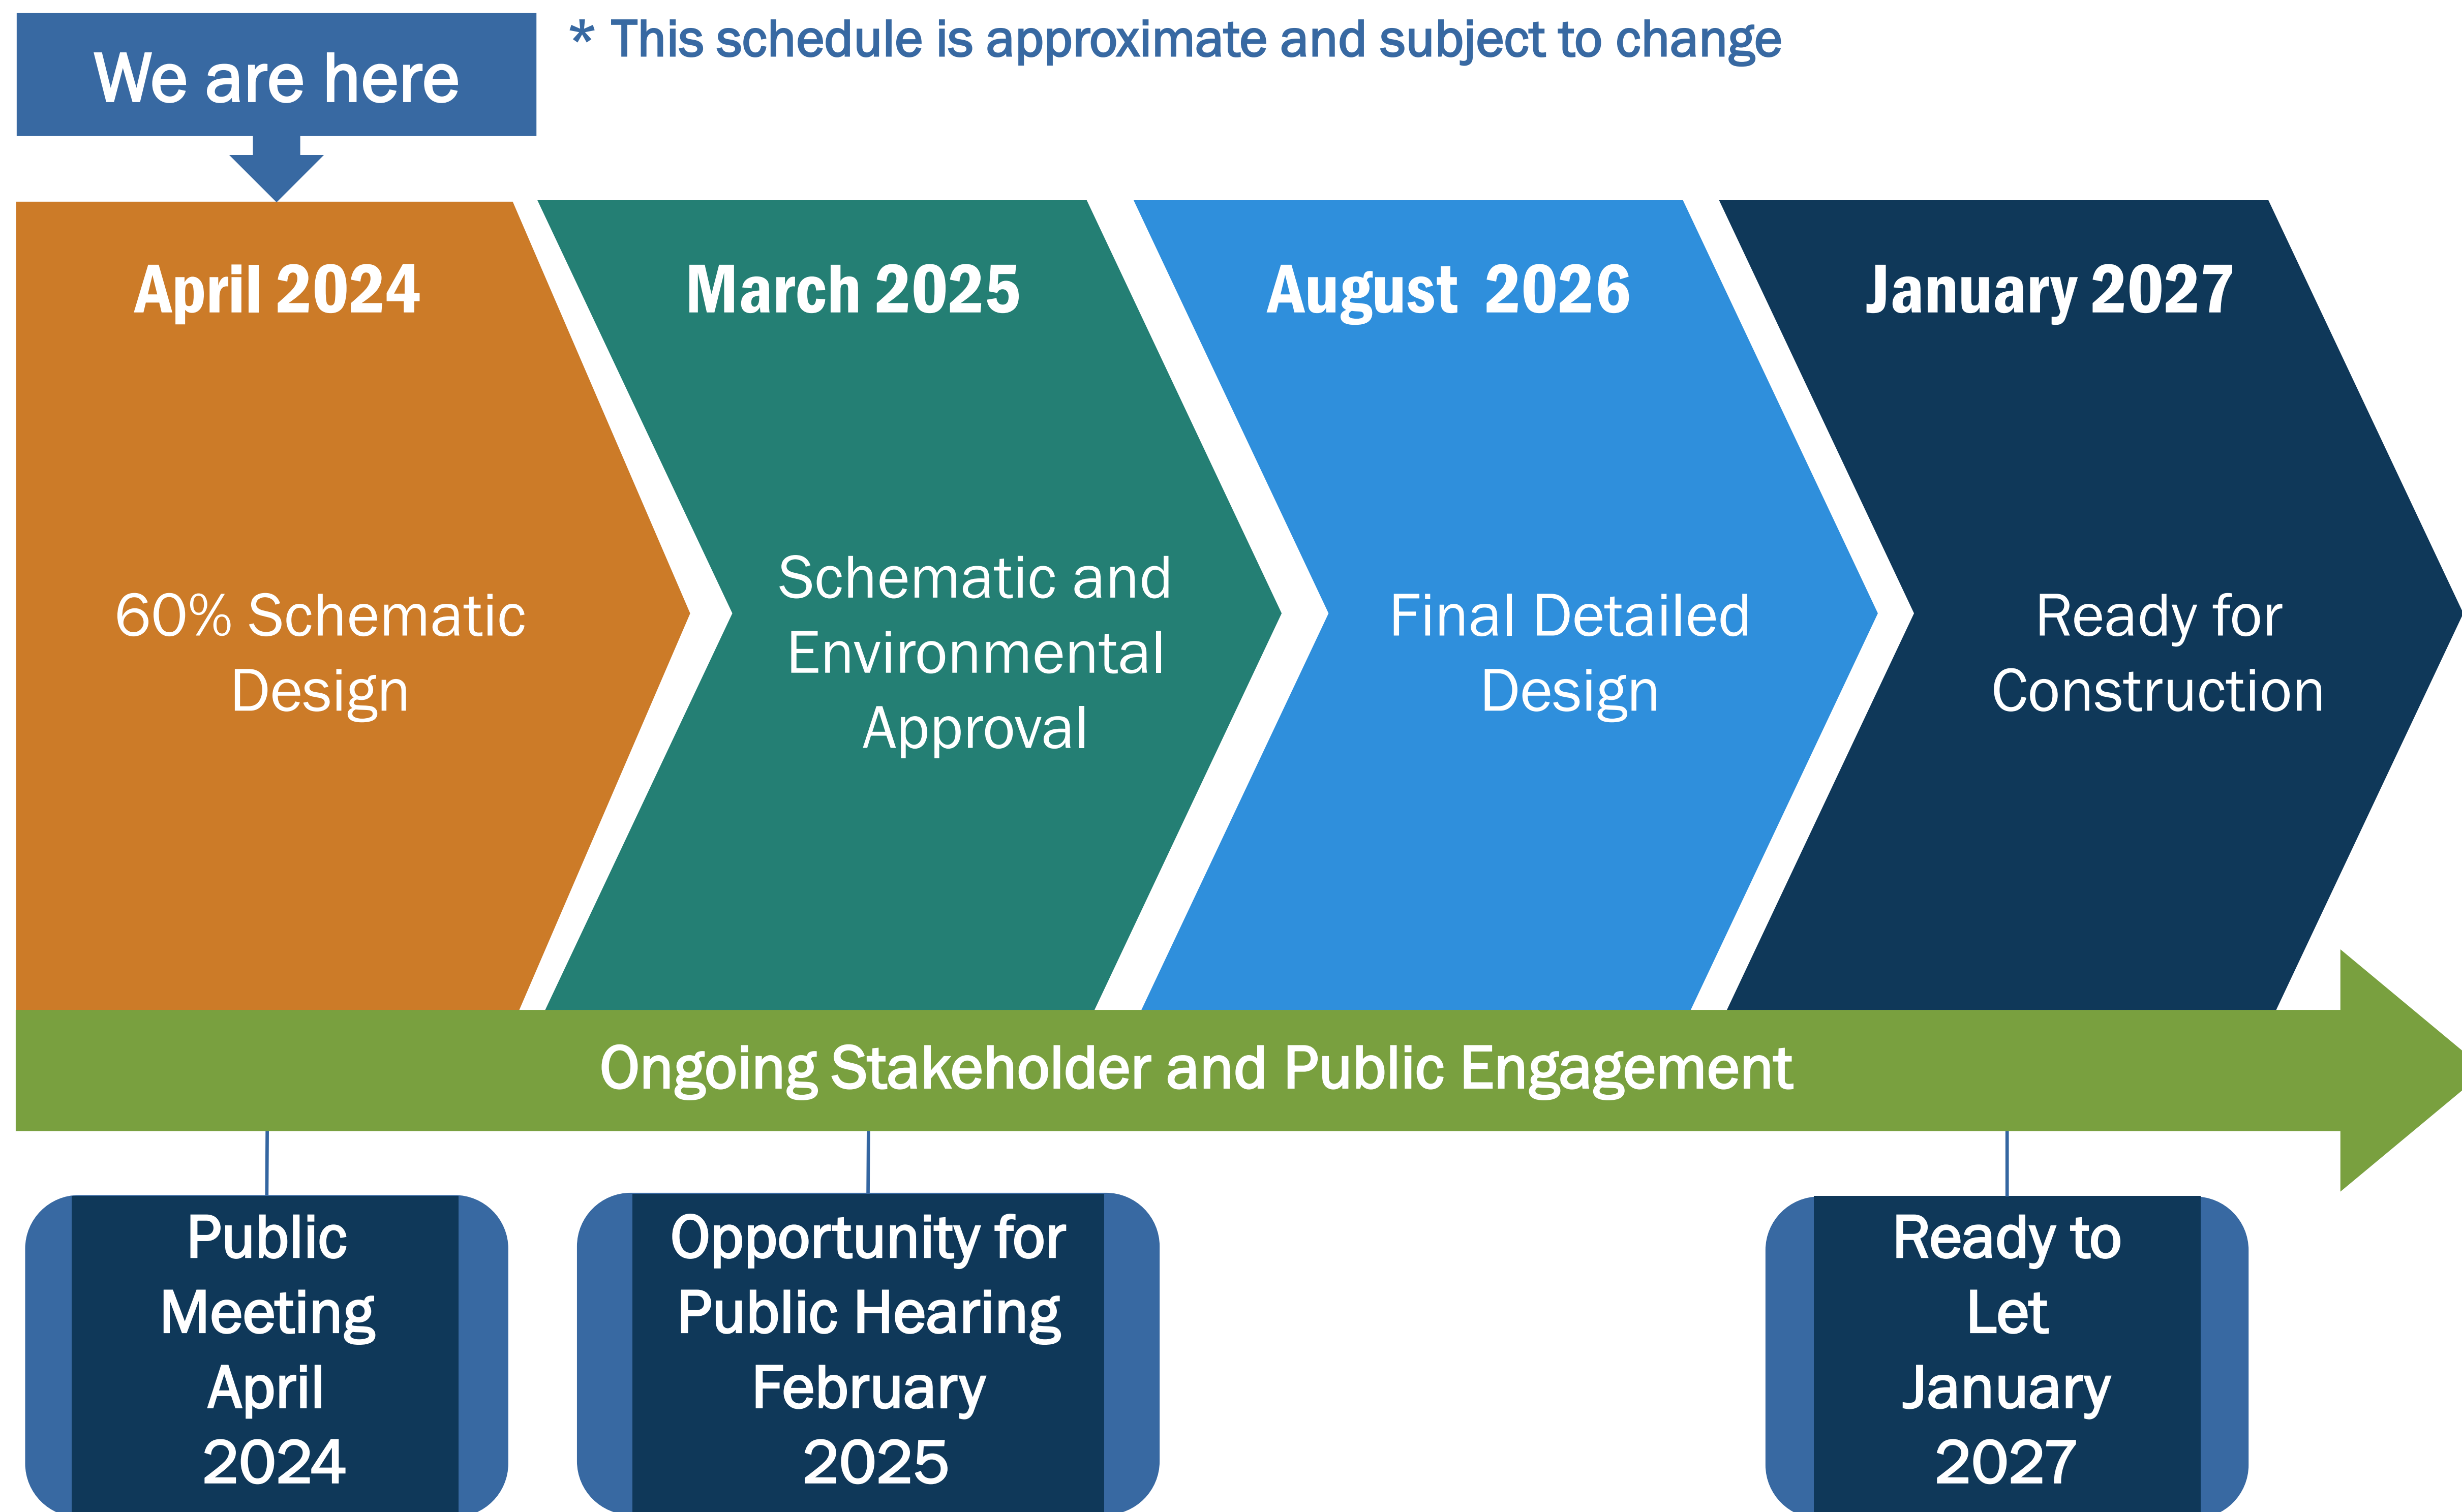 We are here
* This schedule is approximate and subject to change
April 2024
60% Schematic
Design
March 2025
Schematic and
Environmental
Approval
August 2026
Final Detailed
Design
January 2027
Ready for
Construction
Ongoing Stakeholder and Public Engagement
Public
Meeting
April
2024
Opportunity for
Public Hearing
February
2025
Ready to
Let
January
2027